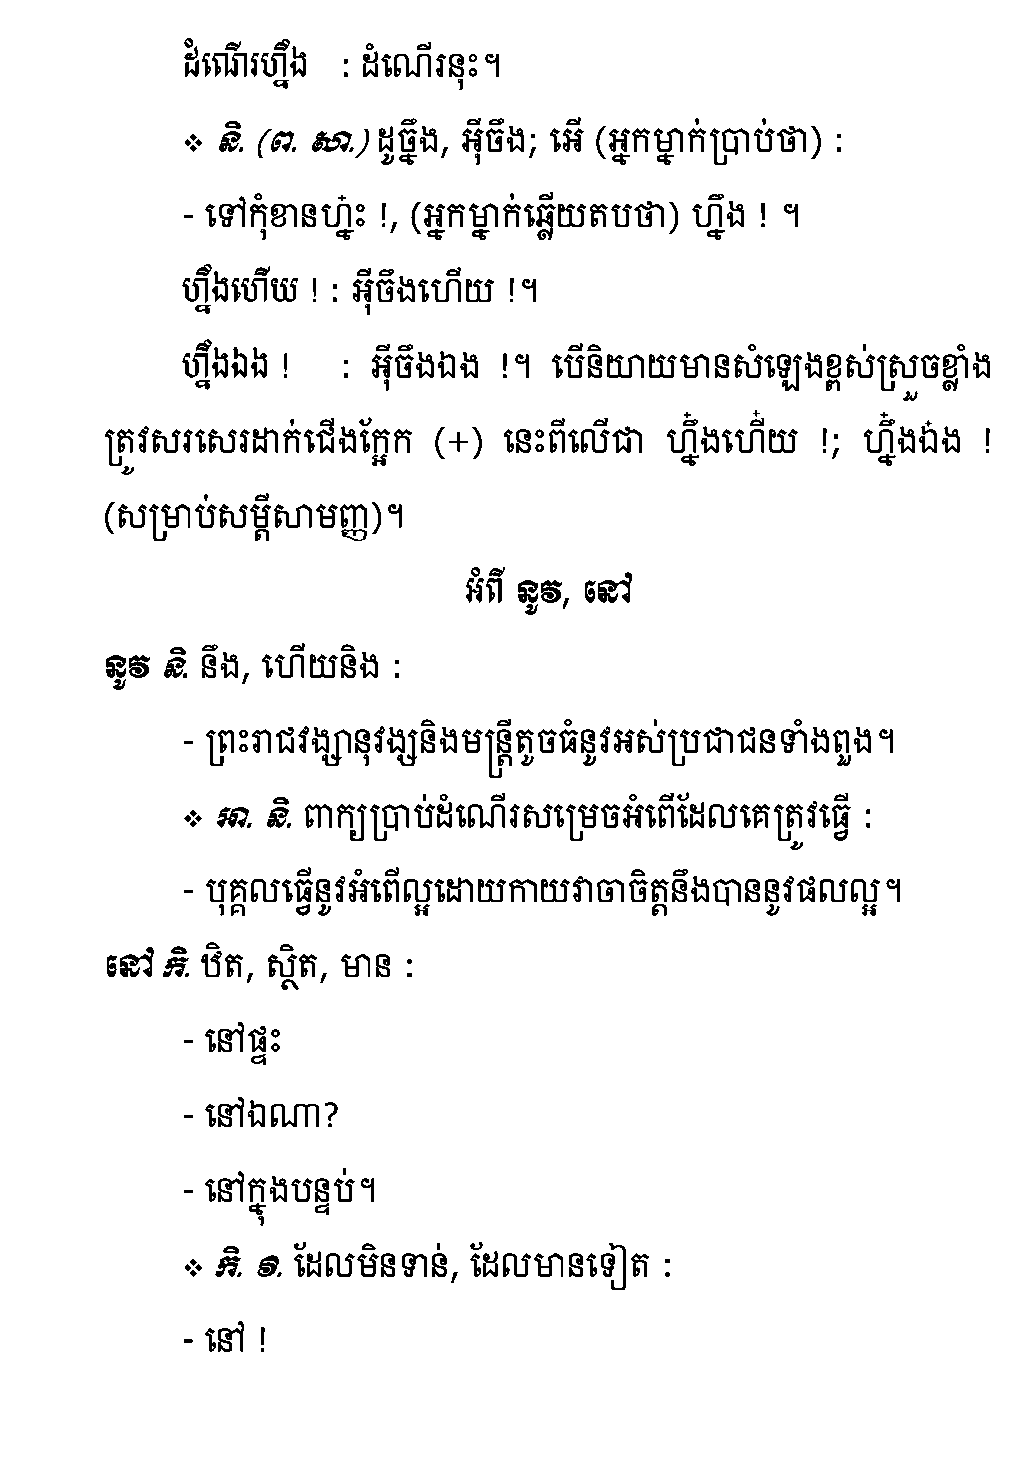 ដំណើរហ្នឹង : ដំណើរនុះ។
❖ និ. (ព. សា.) ដូច្នឹង, អ៊ីចឹង; អើ (អ្នកម្នាក់ប្រាប់ថា) :
- ទៅកុំខានហ្ន៎ះ !, (អ្នកម្នាក់ឆ្លើយតបថា) ហ្នឹង ! ។
ហ្នឹងហើយ ! : អ៊ីចឹងហើយ !។
ហ្នឹងឯង ! : អ៊ីចឹងឯង !។ បើនិយាយមានសំឡេងខ្ពស់ស្រួចខ្លាំង
ត្រូវសរសេរដាក់ជើងក្អែក (+) នេះពីលើជា ហ្នឹ៎ងហើ៎យ !; ហ្នឹ៎ងឯ៎ង !
(សម្រាប់សម្ដីសាមញ្ញ)។
អំពី នូវ, នៅ
នូវ និ. នឹង, ហើយនិង :
- ព្រះរាជវង្សានុវង្សនិងមន្ត្រីតូចធំនូវអស់ប្រជាជនទាំងពួង។
❖ អា. និ. ពាក្យប្រាប់ដំណើរសម្រេចអំពើដែលគេត្រូវធ្វើ :
- បុគ្គលធ្វើនូវអំពើល្អដោយកាយវាចាចិត្តនឹងបាននូវផលល្អ។
នៅ កិ. ឋិត, ស្ថិត, មាន :
- នៅផ្ទះ
- នៅឯណា?
- នៅក្នុងបន្ទប់។
❖ កិ. វិ. ដែលមិនទាន់, ដែលមានទៀត :
- នៅ !